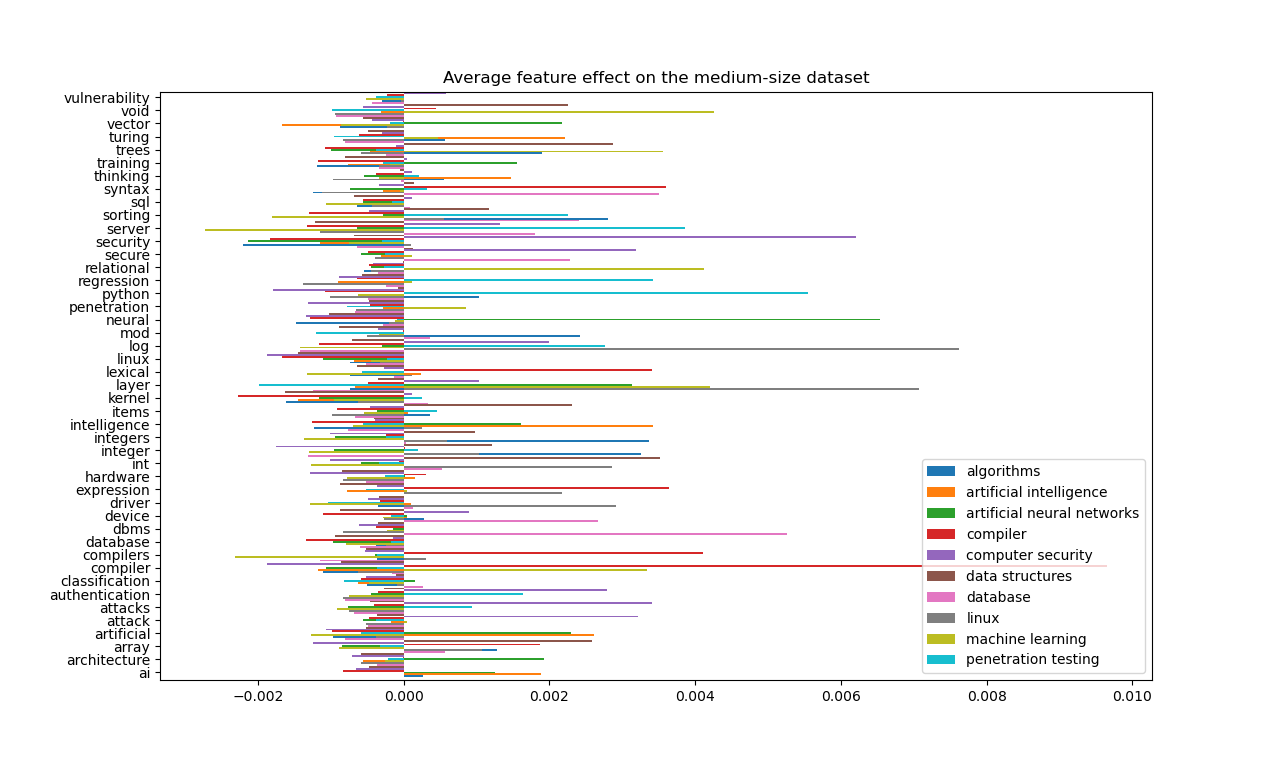 Average feature effect on the medium-size dataset
vulnerability
void
vector
turing
trees
training
thinking
syntax
sql
sorting
server
security
secure
relational
regression
python
penetration
neural
mod
log
linux
lexical
layer
kernel
items
intelligence
integers
integer
int
hardware
expression
driver
device
dbms
database
compilers
compiler
classification
authentication
attacks
attack
artificial
array
architecture
ai
algorithms
artificial intelligence
artificial neural networks
compiler
computer security
data structures
database
linux
machine learning
penetration testing
−0.002 0.000 0.002 0.004 0.006 0.008 0.010